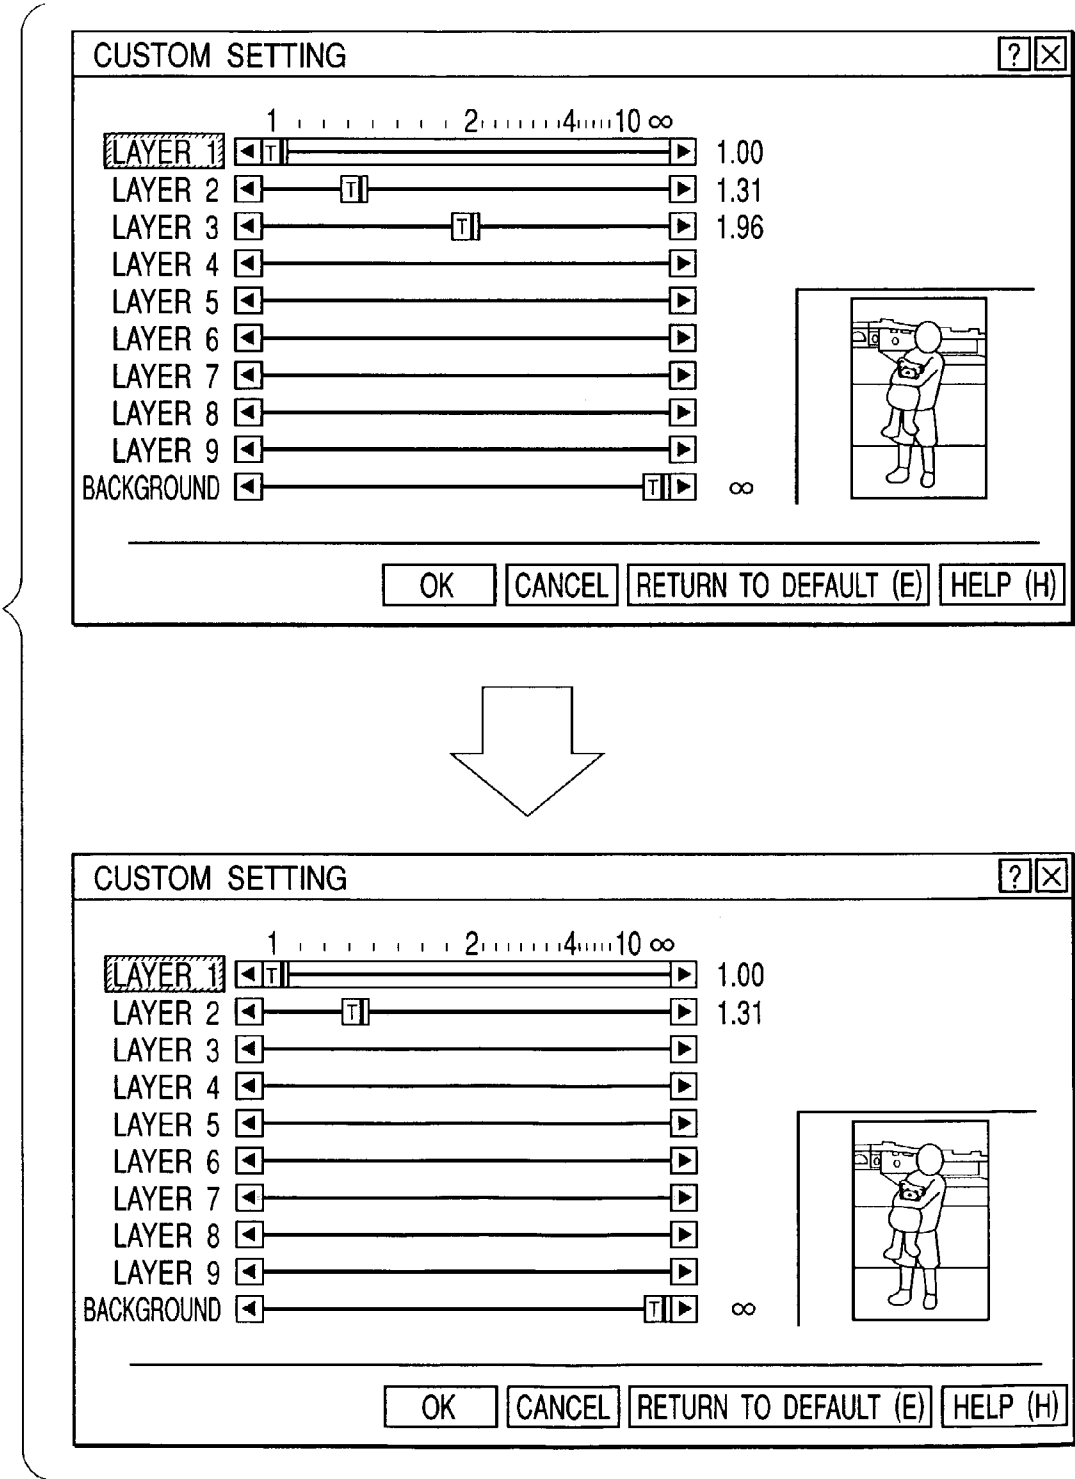 CUSTOM SETTING ? ×
1 2 4 10 ∞
LAYER 1 T 1.00
LAYER 2 T 1.31
LAYER 3 T 1.96
LAYER 4
LAYER 5
LAYER 6
LAYER 7
LAYER 8
LAYER 9
BACKGROUND T ∞
OK CANCEL RETURN TO DEFAULT (E) HELP (H)
CUSTOM SETTING ? ×
1 2 4 10 ∞
LAYER 1 T 1.00
LAYER 2 T 1.31
LAYER 3
LAYER 4
LAYER 5
LAYER 6
LAYER 7
LAYER 8
LAYER 9
BACKGROUND T ∞
OK CANCEL RETURN TO DEFAULT (E) HELP (H)